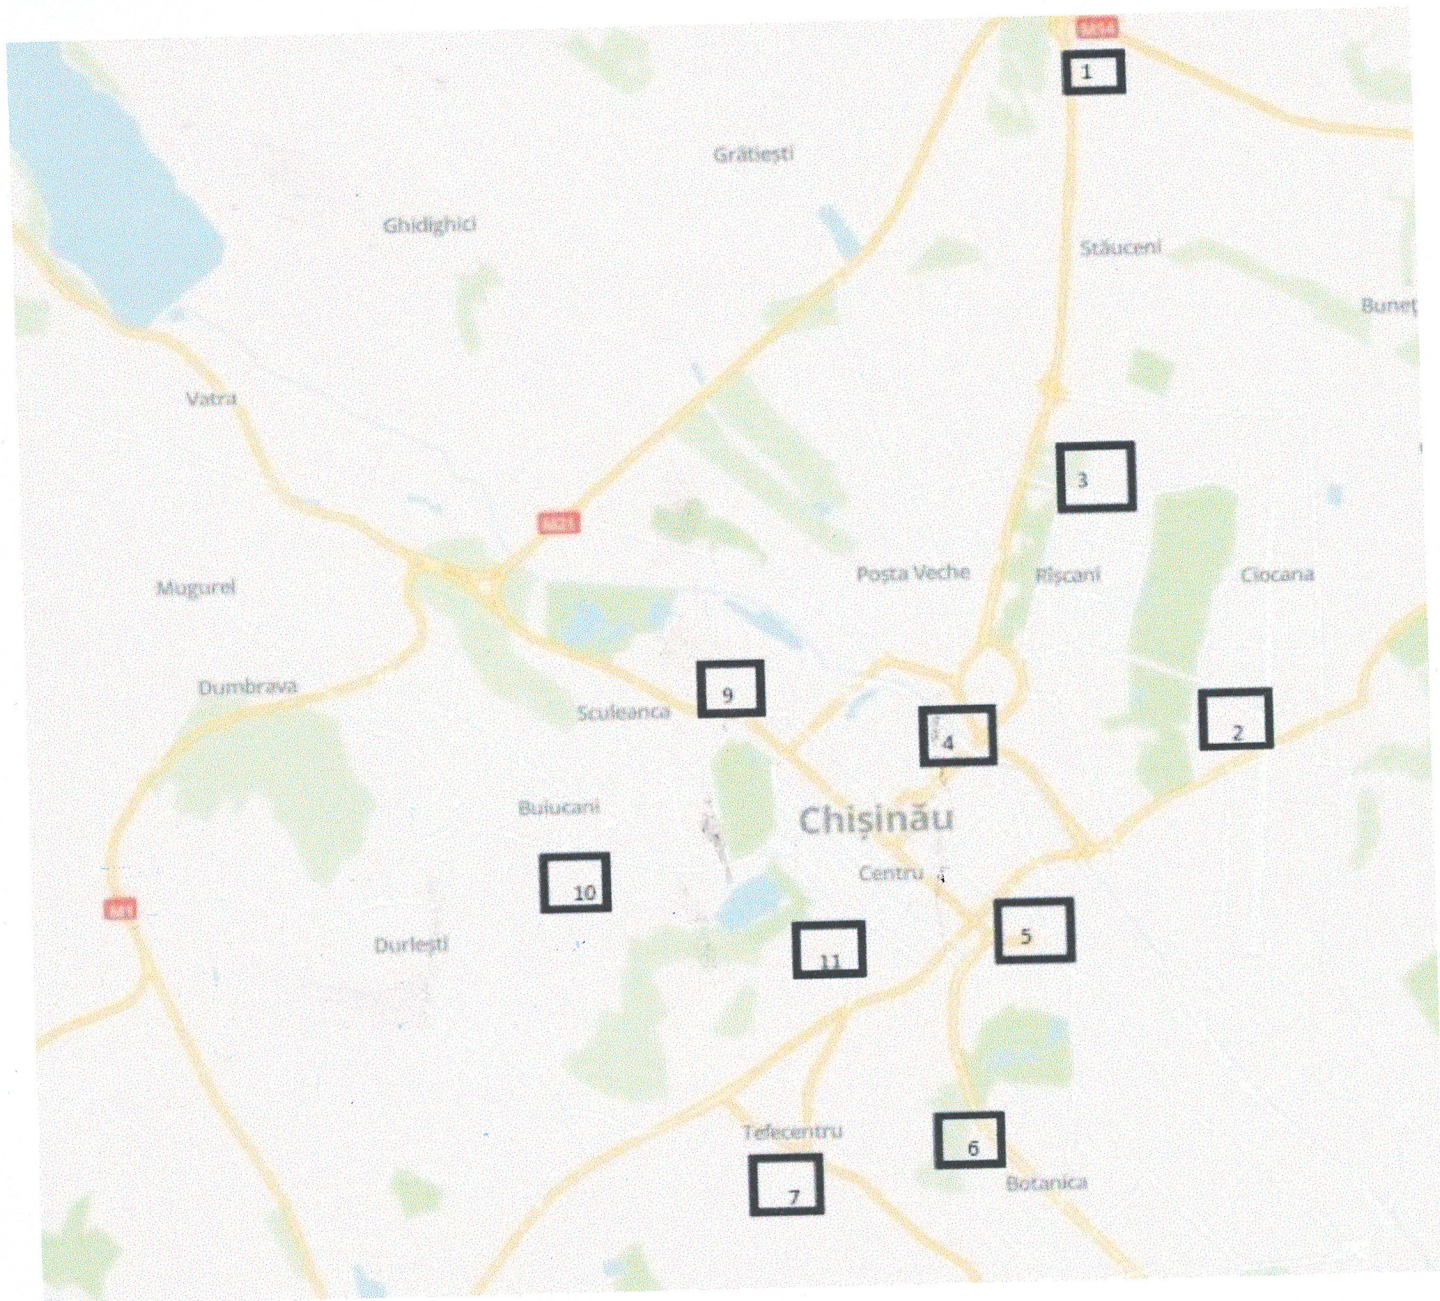 M14
1
Grătiești
Ghidighici
Stăuceni
Buneț
Vatra
3
M21
Poșta Veche
Rîșcani
Ciocana
Mugurel
Dumbrava
9
Sculeanca
4
2
Buiucani
Chișinău
Centru
10
M1
Durlești
11
5
Telecentru
6
7
Botanica